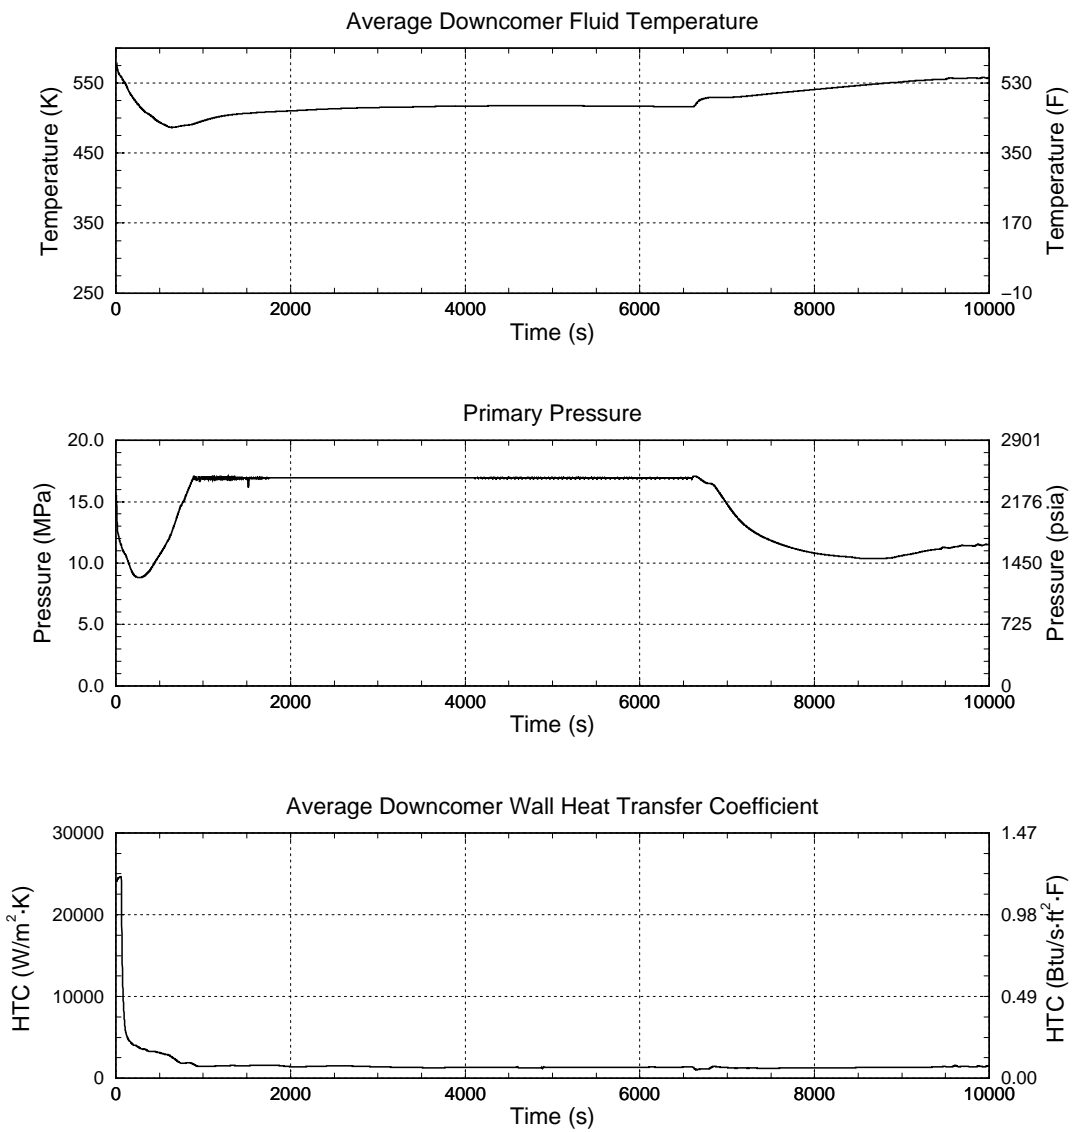 Average Downcomer Fluid Temperature
Temperature (K)
550
450
350
250
530
350
170
–10
Temperature (F)
0 2000 4000 6000 8000 10000
Time (s)
Primary Pressure
Pressure (MPa)
20.0
15.0
10.0
5.0
0.0
2901
2176
1450
725
0
Pressure (psia)
0 2000 4000 6000 8000 10000
Time (s)
Average Downcomer Wall Heat Transfer Coefficient
HTC (W/m²·K)
30000
20000
10000
0
1.47
0.98
0.49
0.00
HTC (Btu/s·ft²·F)
0 2000 4000 6000 8000 10000
Time (s)